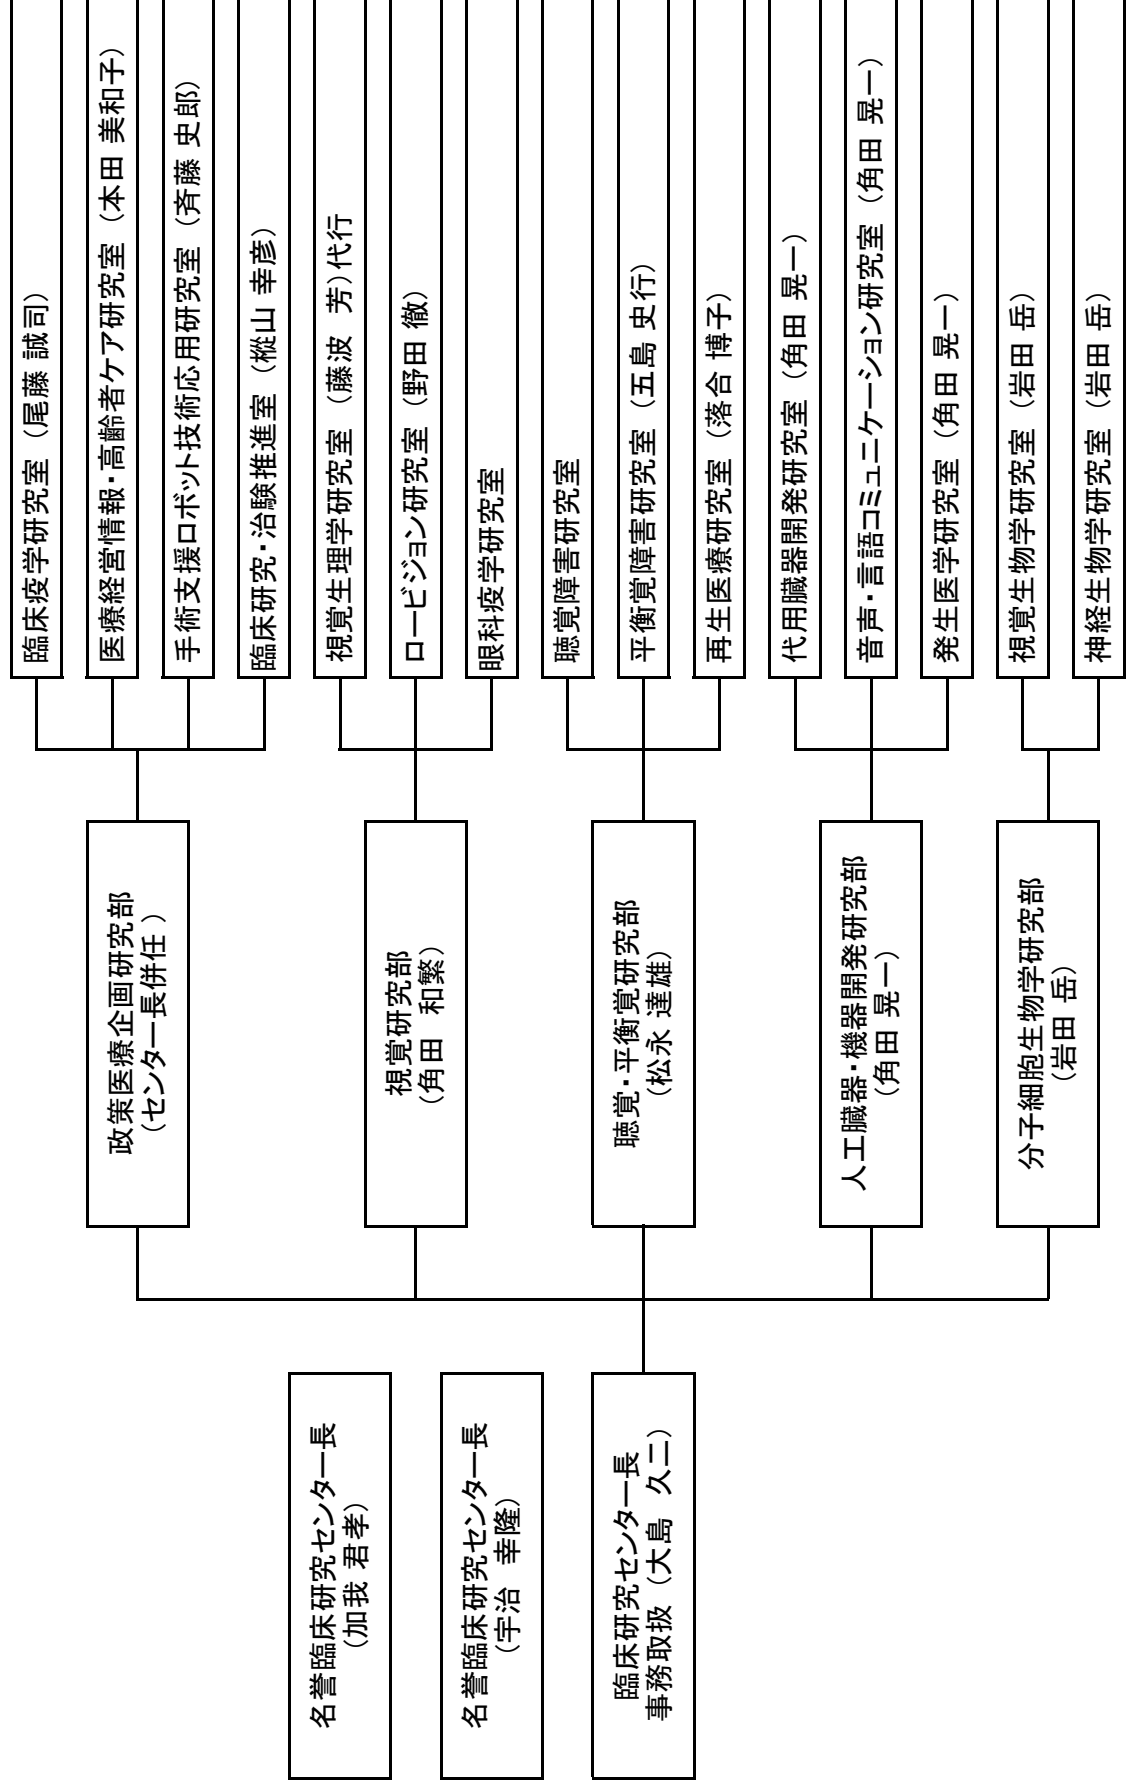 名誉臨床研究センター長
（加我 君孝）
名誉臨床研究センター長
（宇治　幸隆）
臨床研究センター長
事務取扱（大島　久二）
政策医療企画研究部
（センター長併任 ）
視覚研究部
（角田　和繁）
聴覚・平衡覚研究部
（松永 達雄）
人工臓器・機器開発研究部
（角田 晃一）
分子細胞生物学研究部
（岩田 岳）
臨床疫学研究室（尾藤 誠司）
医療経営情報・高齢者ケア研究室（本田 美和子）
手術支援ロボット技術応用研究室（斉藤 史郎）
臨床研究・治験推進室（樅山 幸彦）
視覚生理学研究室（藤波　芳）代行
ロービジョン研究室（野田 徹）
眼科疫学研究室
聴覚障害研究室
平衡覚障害研究室（五島 史行）
再生医療研究室（落合 博子）
代用臓器開発研究室（角田 晃一）
音声・言語コミュニケーション研究室（角田 晃一）
発生医学研究室（角田 晃一）
視覚生物学研究室（岩田 岳）
神経生物学研究室（岩田 岳）